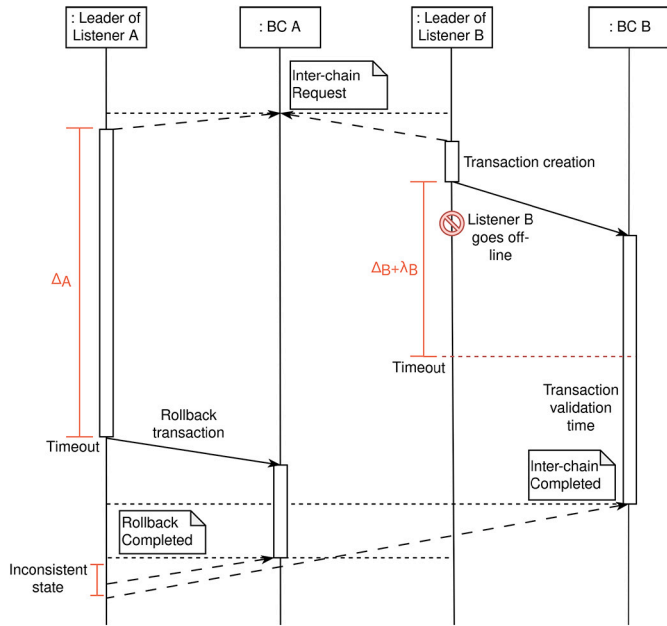 : Leader of
Listener A
: BC A
: Leader of
Listener B
: BC B
Inter-chain
Request
Transaction creation
Listener B
goes off-
line
ΔA
ΔB+λB
Timeout
Transaction
validation
time
Rollback
transaction
Timeout
Inter-chain
Completed
Rollback
Completed
Inconsistent
state